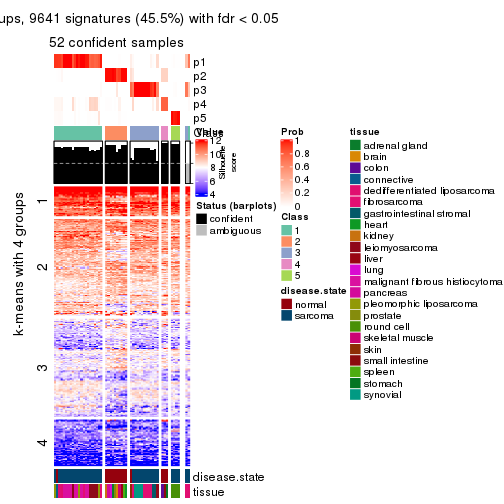 ups, 9641 signatures (45.5%) with fdr < 0.05
52 confident samples
p1
p2
p3
p4
p5
Class
Silhouette
score
k-means with 4 groups
1
2
3
4
disease.state
tissue
Value
12
10
8
6
4
Status (barplots)
confident
ambiguous
Prob
1
0.8
0.6
0.4
0.2
0
Class
1
2
3
4
5
disease.state
normal
sarcoma
tissue
adrenal gland
brain
colon
connective
dedifferentiated liposarcoma
fibrosarcoma
gastrointestinal stromal
heart
kidney
leiomyosarcoma
liver
lung
malignant fibrous histiocytoma
pancreas
pleomorphic liposarcoma
prostate
round cell
skeletal muscle
skin
small intestine
spleen
stomach
synovial